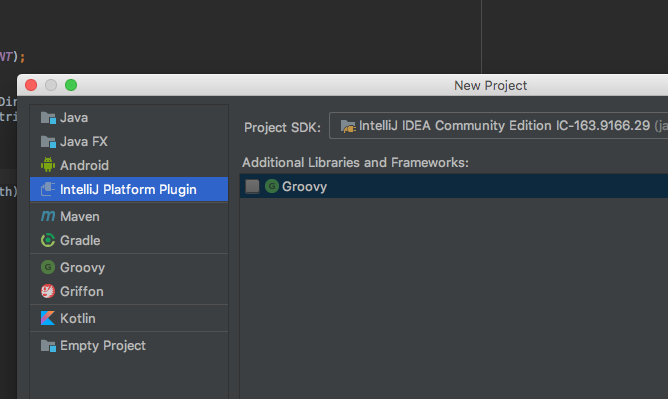 NT);
New Project
Dir
tri
th)
Java
Java FX
Android
IntelliJ Platform Plugin
Maven
Gradle
Groovy
Griffon
Kotlin
Empty Project
Project SDK: IntelliJ IDEA Community Edition IC-163.9166.29 (ja
Additional Libraries and Frameworks:
G Groovy